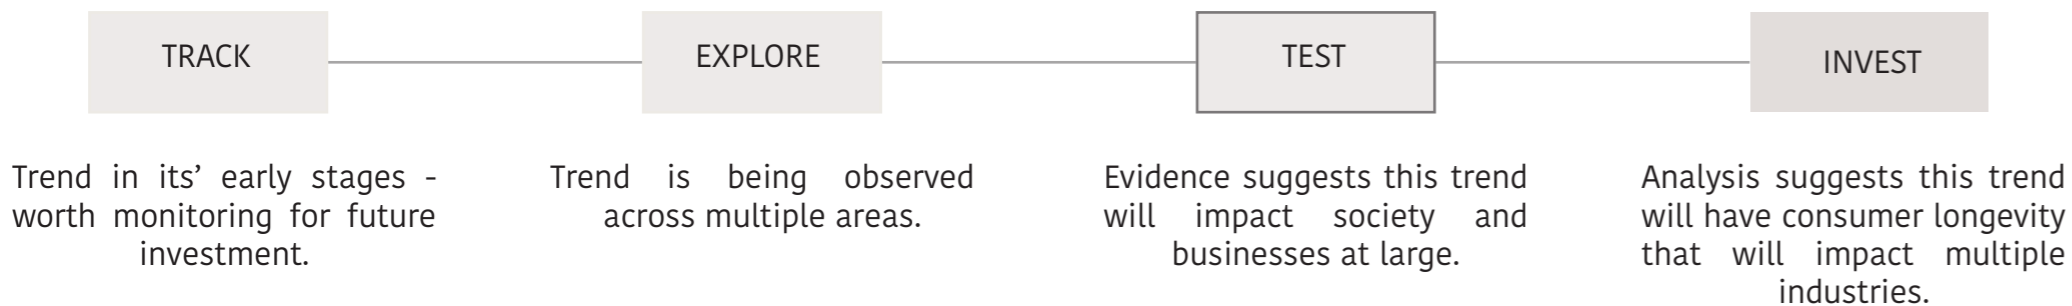 TRACK
EXPLORE
TEST
INVEST
Trend in its’ early stages -
worth monitoring for future
investment.
Trend is being observed
across multiple areas.
Evidence suggests this trend
will impact society and
businesses at large.
Analysis suggests this trend
will have consumer longevity
that will impact multiple
industries.